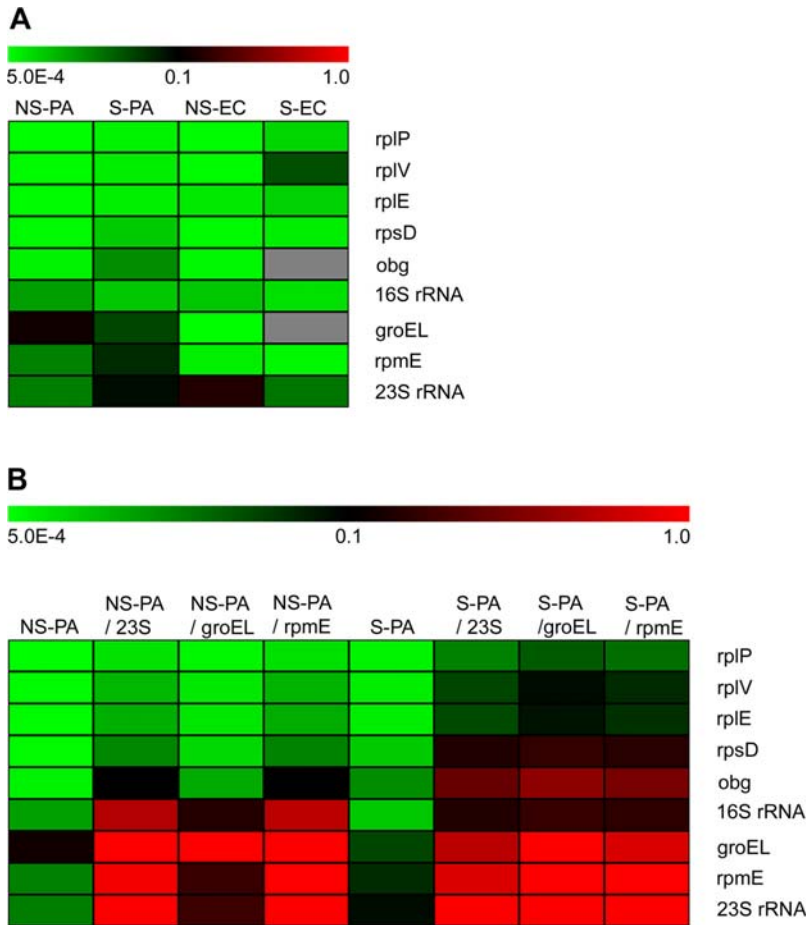 A
5.0E-4 0.1 1.0
NS-PA S-PA NS-EC S-EC
rplP
rplV
rplE
rpsD
obg
16S rRNA
groEL
rpmE
23S rRNA
B
5.0E-4 0.1 1.0
NS-PA NS-PA NS-PA S-PA S-PA S-PA
NS-PA / 23S / groEL / rpmE S-PA / 23S /groEL / rpmE
rplP
rplV
rplE
rpsD
obg
16S rRNA
groEL
rpmE
23S rRNA